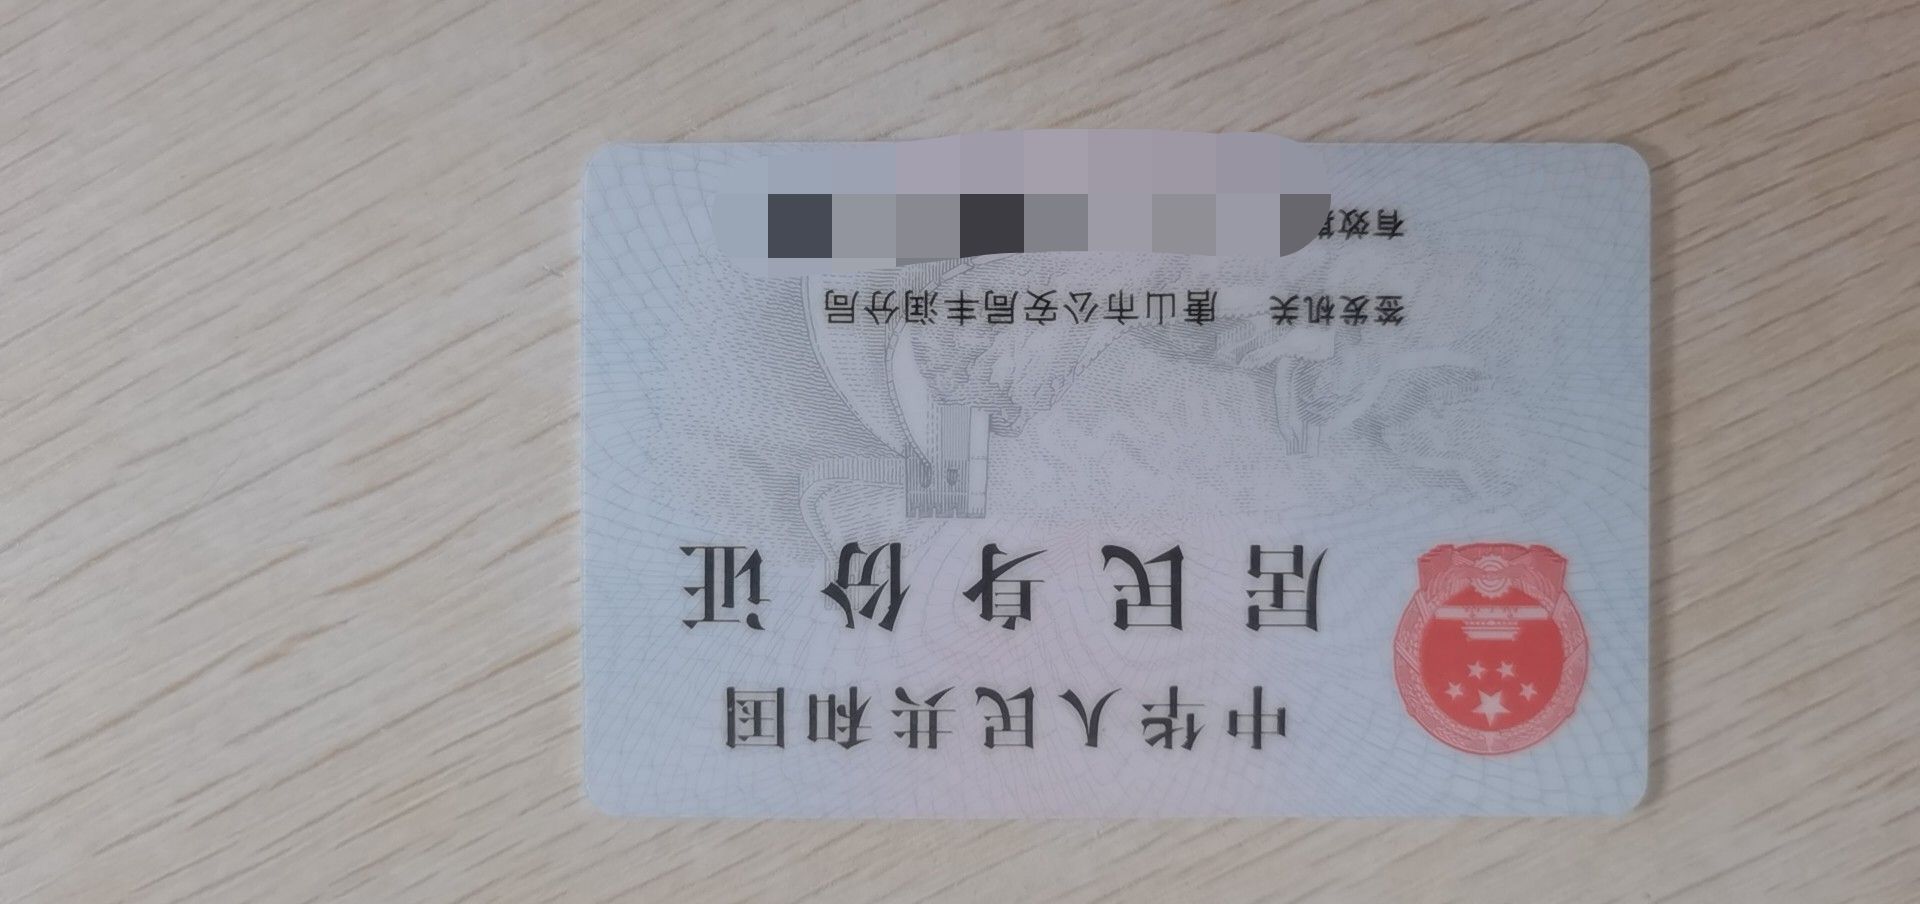 中华人民共和国
居民身份证
签发机关 唐山市公安局丰润分局
有效